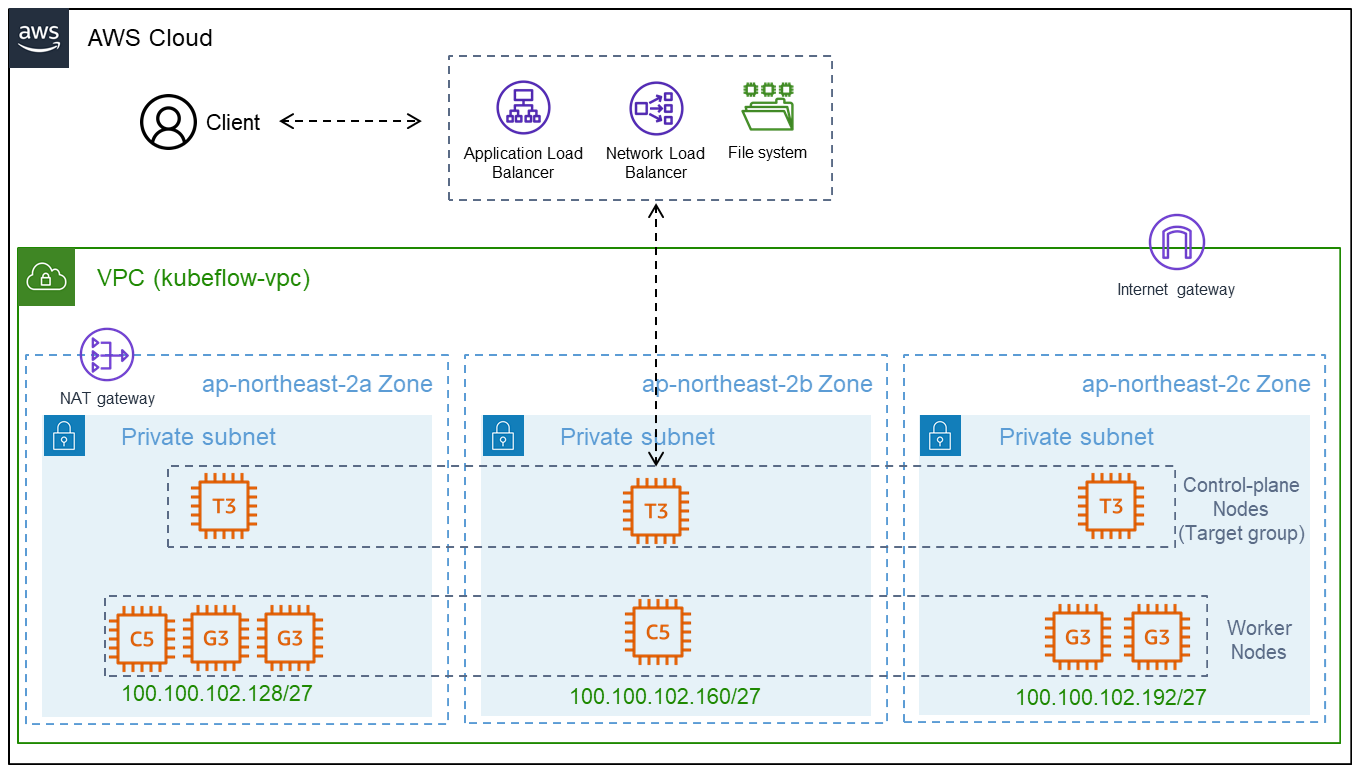 aws
AWS Cloud
Client
Application Load
Balancer
Network Load
Balancer
File system
VPC (kubeflow-vpc)
Internet gateway
NAT gateway
ap-northeast-2a Zone
ap-northeast-2b Zone
ap-northeast-2c Zone
Private subnet
Private subnet
Private subnet
T3
T3
T3
Control-plane
Nodes
(Target group)
C5
G3
G3
C5
G3
G3
Worker
Nodes
100.100.102.128/27
100.100.102.160/27
100.100.102.192/27